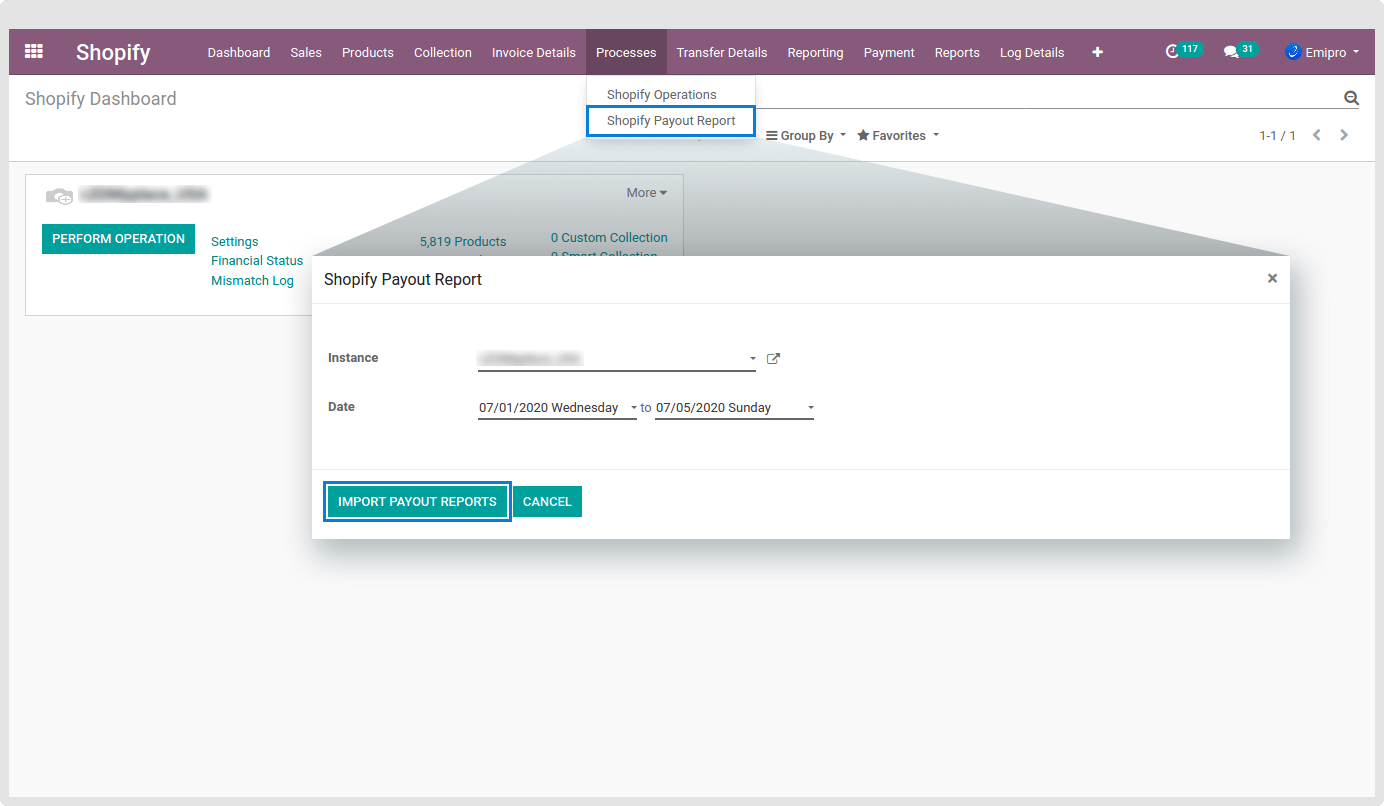 Shopify Dashboard Sales Products Collection Invoice Details Processes Transfer Details Reporting Payment Reports Log Details 117 31 Emipro
Shopify Dashboard
Shopify Operations
Shopify Payout Report
Group By Favorites 1-1 / 1
More
PERFORM OPERATION
Settings 5,819 Products 0 Custom Collection
Financial Status 0 Smart Collection
Mismatch Log
Shopify Payout Report ×
Instance
Date 07/01/2020 Wednesday to 07/05/2020 Sunday
IMPORT PAYOUT REPORTS CANCEL